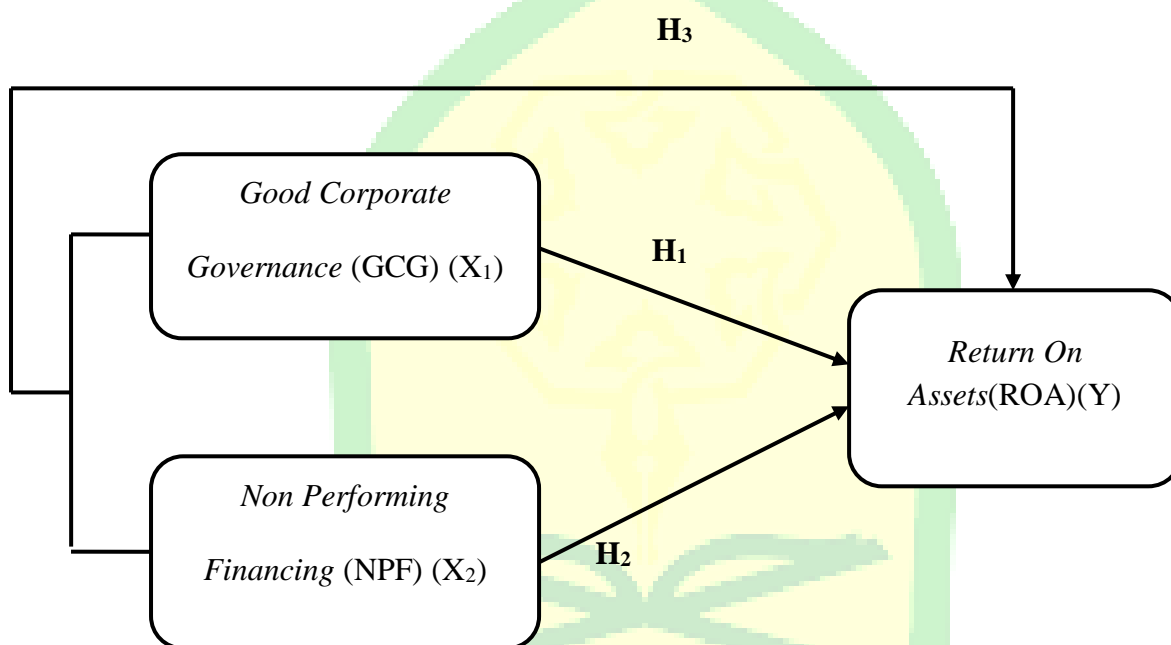 H₃
Good Corporate
Governance (GCG) (X₁)
H₁
Return On
Assets(ROA)(Y)
Non Performing
Financing (NPF) (X₂)
H₂